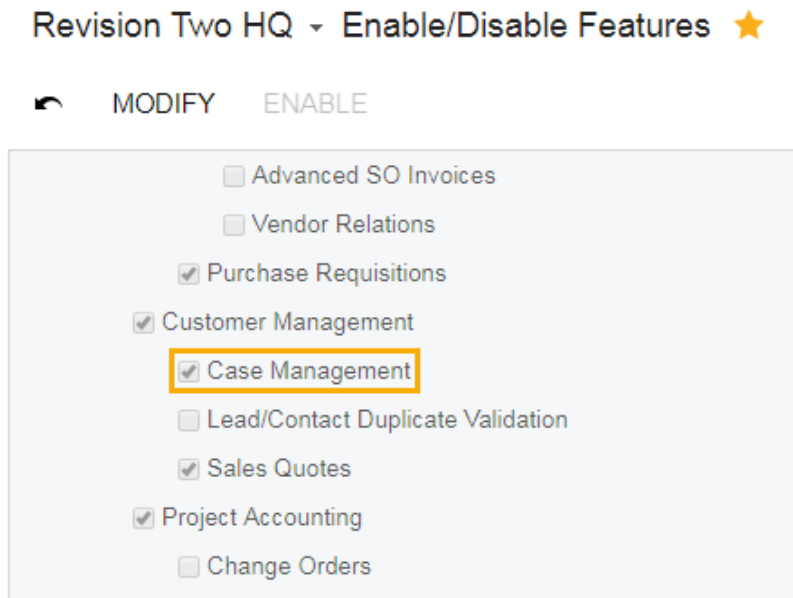 Revision Two HQ - Enable/Disable Features
MODIFY ENABLE
Advanced SO Invoices
Vendor Relations
Purchase Requisitions
Customer Management
Case Management
Lead/Contact Duplicate Validation
Sales Quotes
Project Accounting
Change Orders